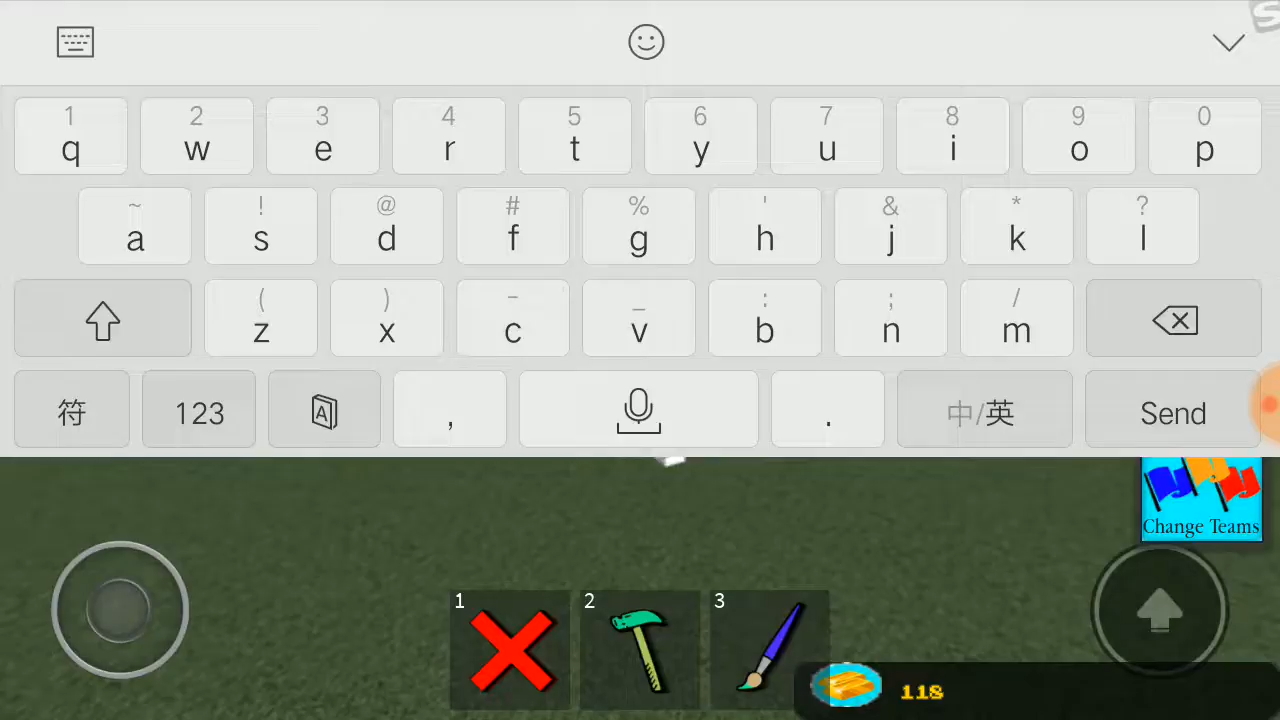 1 2 3 4 5 6 7 8 9 0
q w e r t y u i o p
~ ! @ # % ' & * ?
a s d f g h j k l
( ) - _ : ; /
z x c v b n m
符 123 A , . 中/英 Send
Change Teams
1 2 3
118